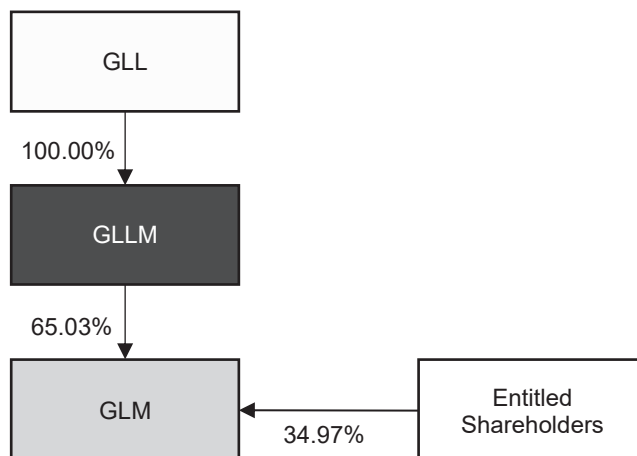 GLL
100.00%
GLLM
65.03%
GLM
34.97%
Entitled
Shareholders